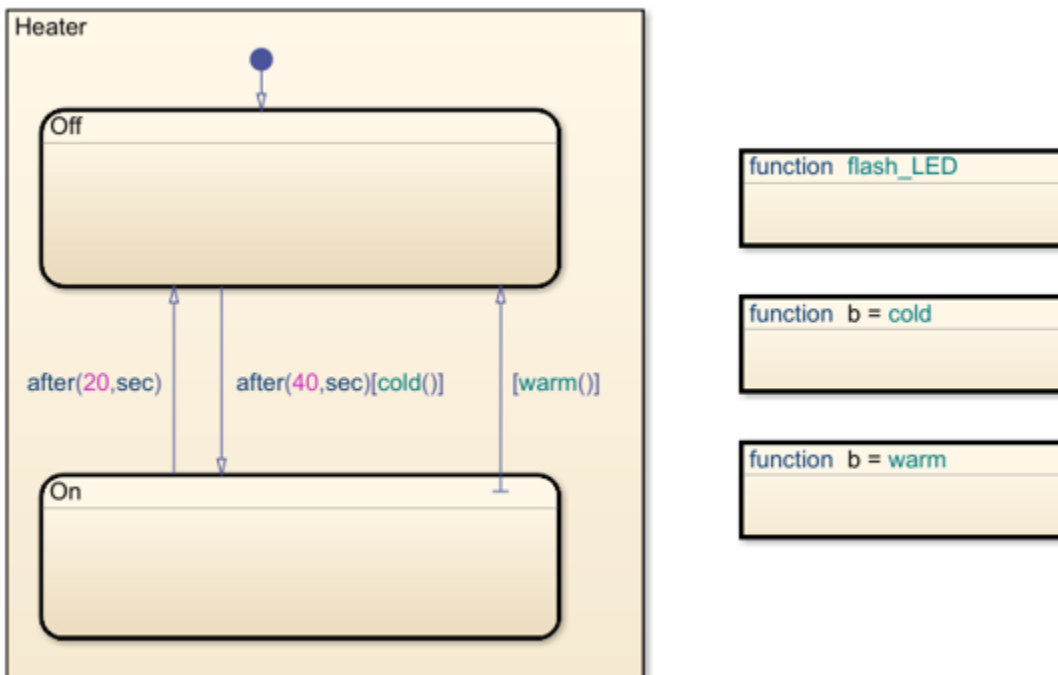 Heater
Off
after(20,sec)
after(40,sec)[cold()]
[warm()]
On
function flash_LED
function b = cold
function b = warm